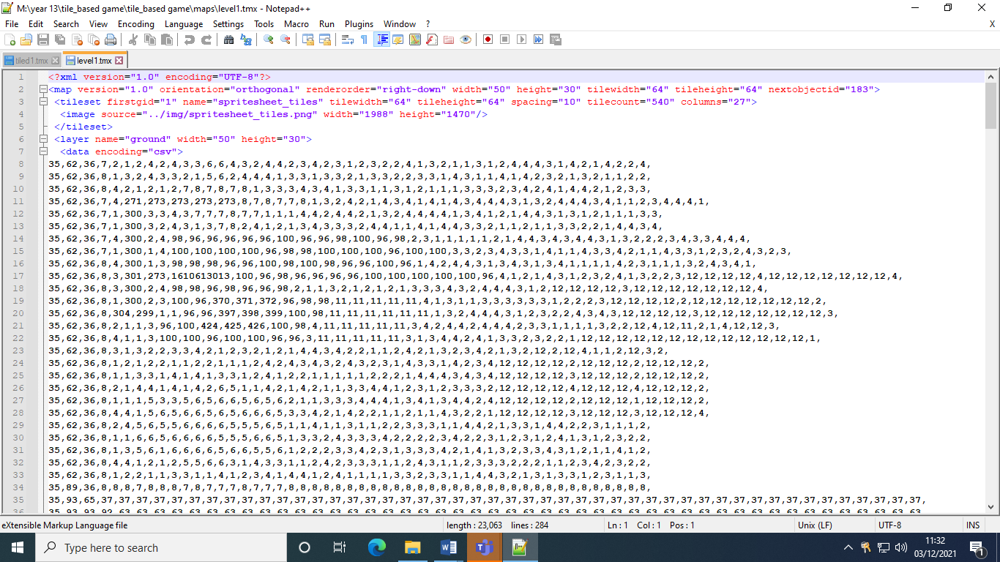 M:\year 13\tile_based game\tile_based game\maps\level1.tmx - Notepad++
File Edit Search View Encoding Language Settings Tools Macro Run Plugins Window ? X
tiled1.tmx level1.tmx
1 <?xml version="1.0" encoding="UTF-8"?>
2 <map version="1.0" orientation="orthogonal" renderorder="right-down" width="50" height="30" tilewidth="64" tileheight="64" nextobjectid="183">
3 <tileset firstgid="1" name="spritesheet_tiles" tilewidth="64" tileheight="64" spacing="10" tilecount="540" columns="27">
4 <image source="../img/spritesheet_tiles.png" width="1988" height="1470"/>
5 </tileset>
6 <layer name="ground" width="50" height="30">
7 <data encoding="csv">
8 35,62,36,7,2,1,2,4,2,4,3,3,6,6,4,3,2,4,4,2,3,4,2,3,1,2,3,2,2,4,1,3,2,1,1,3,1,2,4,4,4,3,1,4,2,1,4,2,2,4,
9 35,62,36,8,1,3,2,4,3,3,2,1,5,6,2,4,4,4,1,3,3,1,3,3,2,1,3,3,2,2,3,3,1,4,3,1,1,4,1,4,2,3,2,1,3,2,1,1,2,2,
10 35,62,36,8,4,2,1,2,1,2,7,8,7,8,7,8,1,3,3,3,4,3,4,1,3,3,1,1,3,1,2,1,1,1,3,3,3,2,3,4,2,4,1,4,4,2,1,2,3,3,
11 35,62,36,7,4,271,273,273,273,273,8,7,8,7,7,8,1,3,2,4,2,1,4,3,4,1,4,1,4,3,4,4,4,4,3,1,3,2,4,4,4,3,4,1,1,2,3,4,4,4,1,
12 35,62,36,7,1,300,3,3,4,3,7,7,7,8,7,7,1,1,1,4,4,2,4,4,2,1,3,2,4,4,4,4,1,3,4,1,2,1,4,4,3,1,3,1,2,1,1,1,3,3,
13 35,62,36,7,1,300,3,2,4,3,1,3,7,8,2,4,1,2,1,3,4,3,3,3,2,4,4,1,1,4,1,4,4,3,3,2,1,1,2,1,1,3,3,2,2,1,4,4,3,4,
14 35,62,36,7,4,300,2,4,98,96,96,96,96,96,100,96,96,98,100,96,98,2,3,1,1,1,1,1,2,1,4,4,3,4,3,4,4,3,1,3,2,2,2,3,4,3,3,4,4,4,
15 35,62,36,7,1,300,1,4,100,100,100,100,96,98,98,100,100,100,96,100,100,3,3,2,3,4,3,3,1,4,1,1,4,3,3,4,2,1,1,4,3,3,1,2,3,2,4,3,2,3,
16 35,62,36,8,4,300,1,3,98,98,98,96,96,100,98,100,98,96,96,100,96,1,4,2,4,4,3,1,3,4,3,1,3,4,1,1,1,1,4,2,3,1,1,1,3,2,4,3,4,1,
17 35,62,36,8,3,301,273,1610613013,100,96,98,96,96,96,96,100,100,100,100,100,96,4,1,2,1,4,3,1,2,3,2,4,1,3,2,2,3,12,12,12,12,4,12,12,12,12,12,12,12,4,
18 35,62,36,8,3,300,2,4,98,98,96,98,96,96,98,2,1,1,3,2,1,2,1,2,1,3,3,3,4,3,2,4,4,4,3,1,2,12,12,12,12,3,12,12,12,12,12,12,12,4,
19 35,62,36,8,1,300,2,3,100,96,370,371,372,96,98,98,11,11,11,11,11,4,1,3,1,1,3,3,3,3,3,3,1,2,2,2,3,12,12,12,12,2,12,12,12,12,12,12,12,2,
20 35,62,36,8,304,299,1,1,96,96,397,398,399,100,98,11,11,11,11,11,11,1,3,2,4,4,4,3,1,2,3,2,2,4,3,4,3,12,12,12,12,3,12,12,12,12,12,12,12,3,
21 35,62,36,8,2,1,1,3,96,100,424,425,426,100,98,4,11,11,11,11,11,3,4,2,4,4,2,4,4,4,2,3,3,1,1,1,1,3,2,2,12,4,12,11,2,1,4,12,12,3,
22 35,62,36,8,4,1,1,3,100,100,96,100,100,96,96,3,11,11,11,11,11,3,1,3,4,4,2,4,1,3,3,2,3,2,2,1,12,12,12,12,12,12,12,12,12,12,12,12,12,1,
23 35,62,36,8,3,1,3,2,2,3,3,4,2,1,2,3,2,1,2,1,4,4,3,4,2,2,1,1,2,4,2,1,3,2,3,4,2,1,3,2,12,2,12,4,1,1,2,12,3,2,
24 35,62,36,8,1,2,1,2,2,1,1,2,2,1,1,1,2,4,2,4,3,4,3,2,4,3,2,3,1,4,3,3,1,4,2,3,4,12,12,12,12,2,12,12,12,2,12,12,12,2,
25 35,62,36,8,1,1,3,3,1,4,1,4,1,3,3,1,2,4,1,2,2,1,1,1,1,1,2,2,2,1,4,4,4,3,4,3,4,12,12,12,12,3,12,12,12,2,12,12,12,2,
26 35,62,36,8,2,1,4,4,1,4,1,4,2,6,5,1,1,4,2,1,4,2,1,1,3,3,4,4,1,2,3,1,2,3,3,3,2,12,12,12,12,4,12,12,12,4,12,12,12,2,
27 35,62,36,8,1,1,1,5,3,3,5,6,5,6,6,5,6,5,6,2,1,1,3,3,3,4,4,4,1,3,4,1,3,4,4,2,4,12,12,12,12,2,12,12,12,1,12,12,12,2,
28 35,62,36,8,4,4,1,5,6,5,6,5,6,6,5,6,6,6,5,3,3,4,2,1,4,2,2,1,1,2,1,1,4,3,2,2,1,12,12,12,12,3,12,12,12,3,12,12,12,4,
29 35,62,36,8,2,4,5,6,5,5,6,6,6,6,5,5,5,6,5,1,1,4,1,1,3,1,1,2,2,3,3,3,1,1,4,4,2,1,3,3,1,4,4,2,2,3,1,1,1,2,
30 35,62,36,8,1,1,6,6,5,6,6,6,5,5,6,5,6,6,5,1,3,3,2,4,3,3,3,4,2,2,2,2,3,4,2,2,3,1,2,3,1,2,4,1,3,1,2,3,2,2,
31 35,62,36,8,1,3,5,6,1,6,6,6,6,5,6,6,5,5,6,1,2,2,2,3,3,4,2,3,1,3,3,3,4,2,1,4,1,3,2,3,3,4,3,1,2,1,1,4,1,2,
32 35,62,36,8,4,4,1,2,1,2,5,5,6,6,3,1,4,3,3,1,1,2,4,2,3,3,3,1,1,2,4,3,1,1,2,3,3,3,2,2,2,1,1,2,3,4,2,3,2,2,
33 35,62,36,8,1,2,2,1,1,3,3,1,1,4,1,2,3,4,1,4,4,1,2,4,1,1,1,1,3,3,2,3,3,1,1,4,4,3,2,1,3,1,3,3,1,2,3,1,1,3,
34 35,89,36,8,8,8,7,8,8,8,7,8,7,7,7,8,7,7,7,8,8,8,8,8,8,8,8,8,8,8,8,8,8,8,8,8,8,8,8,8,8,8,8,8,8,8,8,8,8,8,
35 35,93,65,37,37,37,37,37,37,37,37,37,37,37,37,37,37,37,37,37,37,37,37,37,37,37,37,37,37,37,37,37,37,37,37,37,37,37,37,37,37,37,37,37,37,37,37,37,37,37,
eXtensible Markup Language file length : 23,063 lines : 284 Ln : 1 Col : 1 Pos : 1 Unix (LF) UTF-8 INS
Type here to search
11:32
03/12/2021